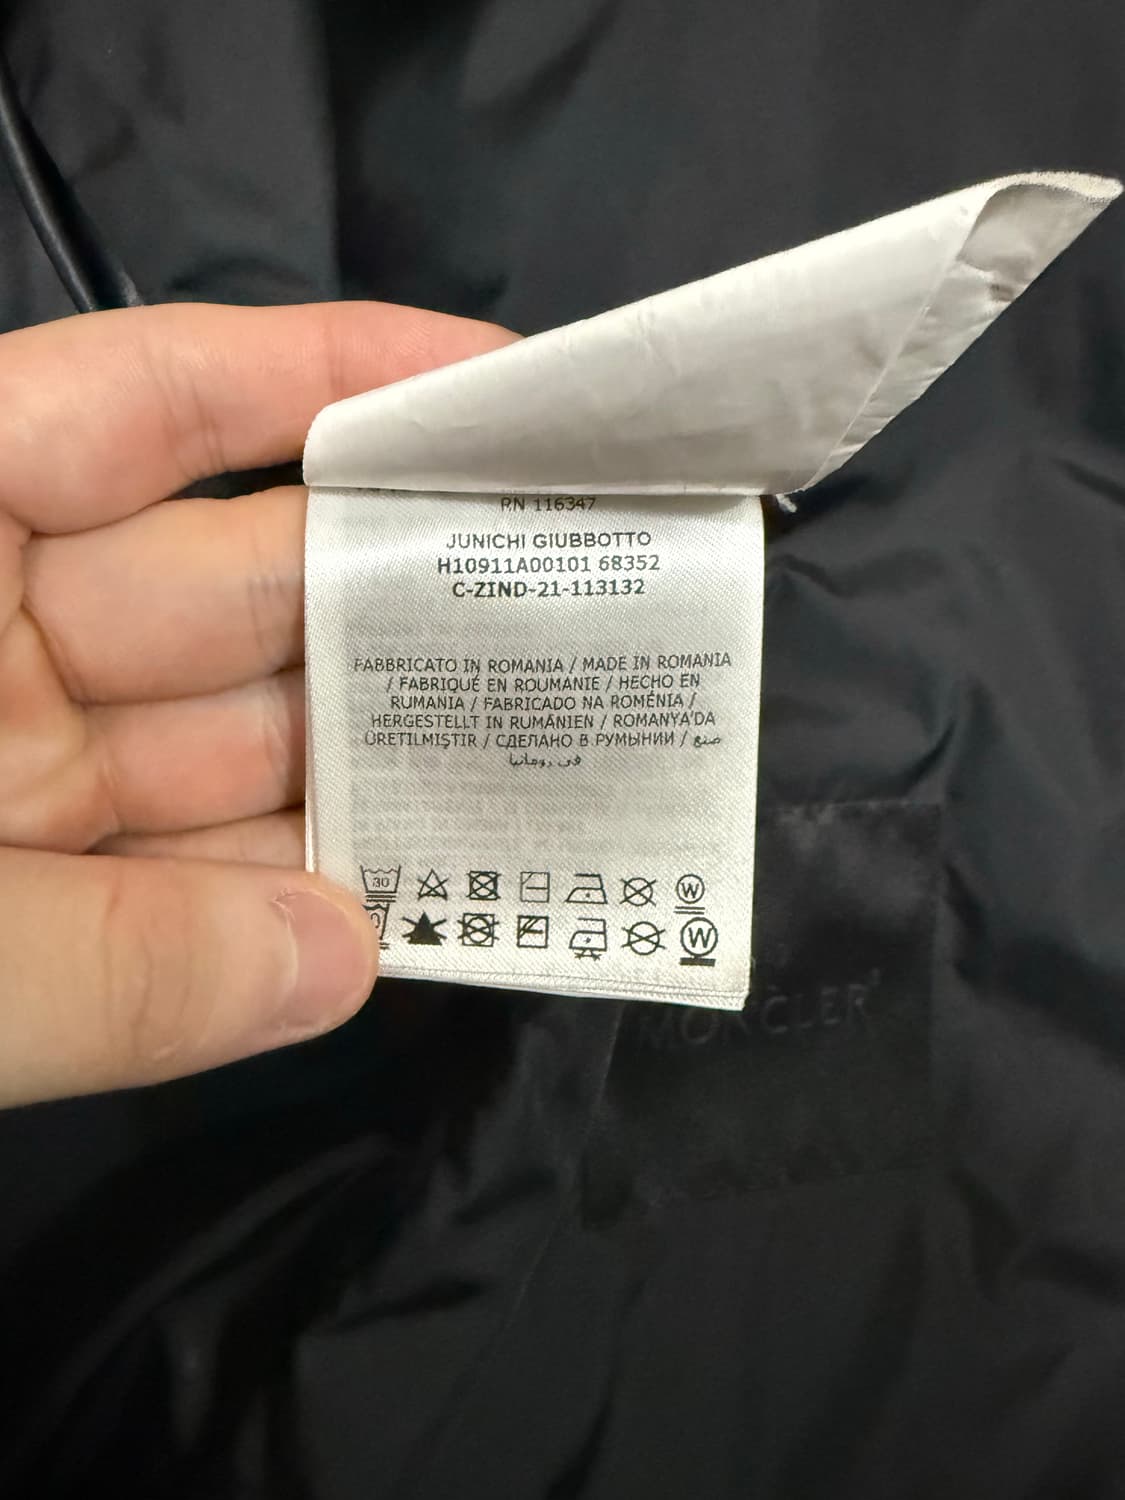 RN 116347
JUNICHI GIUBBOTTO
H10911A00101 68352
C-ZIND-21-113132
FABBRICATO IN ROMANIA / MADE IN ROMANIA
/ FABRIQUÉ EN ROUMANIE / HECHO EN
RUMANIA / FABRICADO NA ROMÉNIA /
HERGESTELLT IN RUMÄNIEN / ROMANYA'DA
ÜRETILMIŞTIR / СДЕЛАНО В РУМЫНИИ / صنع
في رومانيا
30 W
W
MONCLER